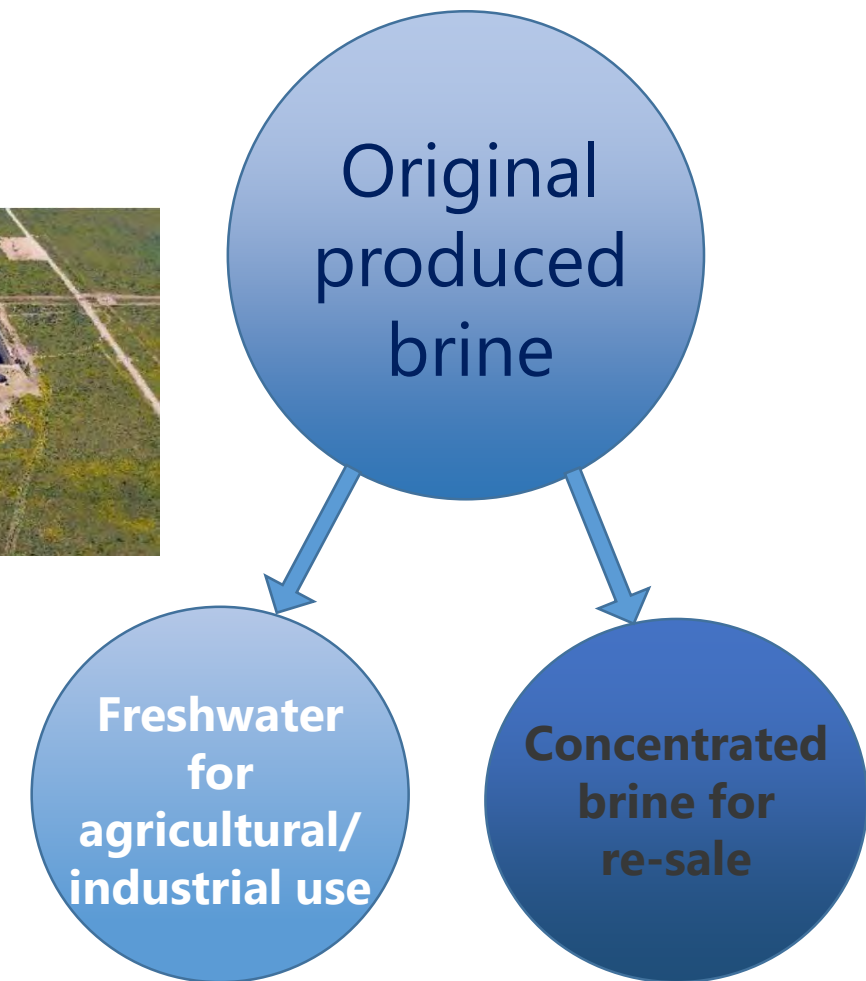 Original
produced
brine
Freshwater
for
agricultural/
industrial use
Concentrated
brine for
re-sale